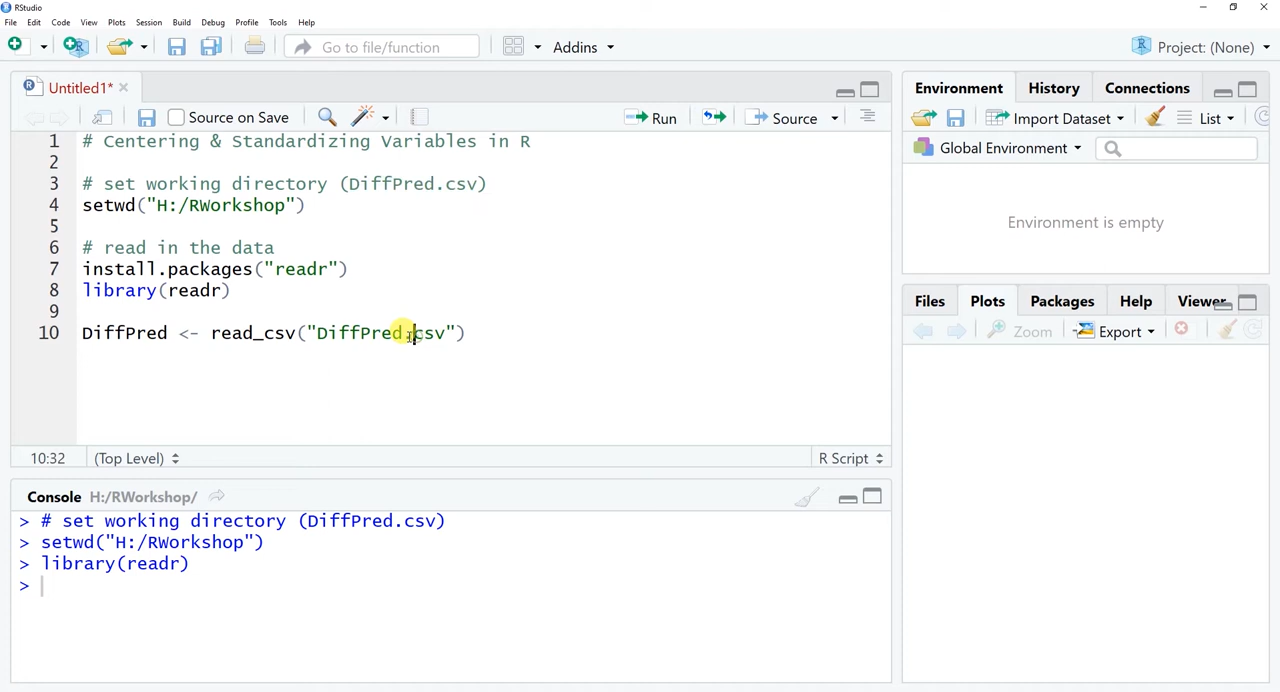 RStudio
File Edit Code View Plots Session Build Debug Profile Tools Help
Go to file/function Addins Project: (None)
Untitled1*
Source on Save Run Source
1 # Centering & Standardizing Variables in R
2
3 # set working directory (DiffPred.csv)
4 setwd("H:/RWorkshop")
5
6 # read in the data
7 install.packages("readr")
8 library(readr)
9
10 DiffPred <- read_csv("DiffPred.csv")
10:32 (Top Level) R Script
Console H:/RWorkshop/
> # set working directory (DiffPred.csv)
> setwd("H:/RWorkshop")
> library(readr)
>
Environment History Connections
Import Dataset List
Global Environment
Environment is empty
Files Plots Packages Help Viewer
Zoom Export